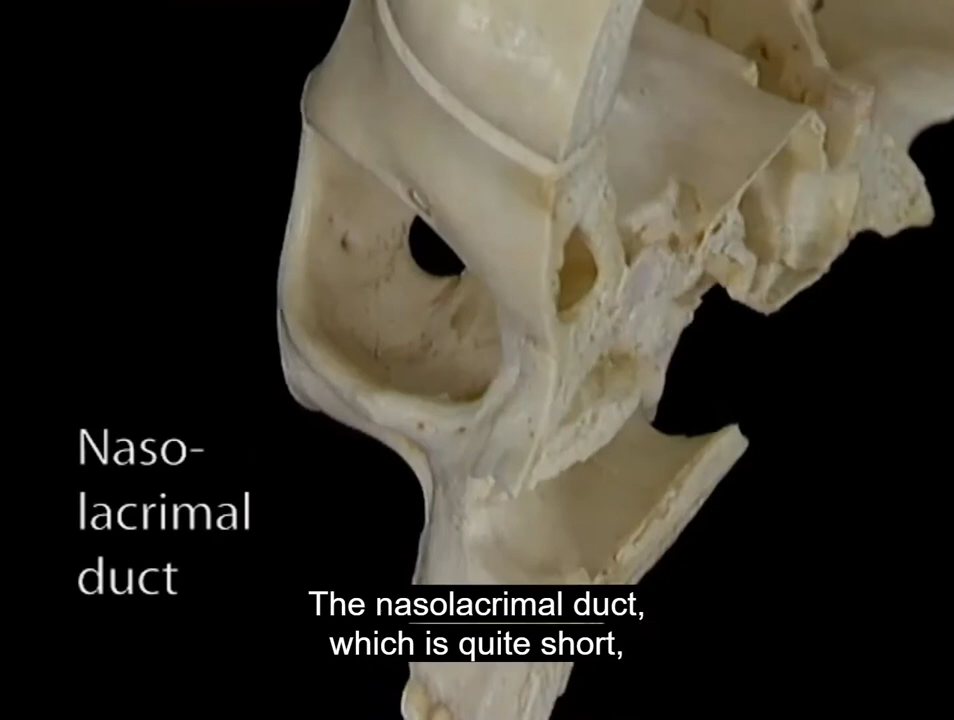 Naso-
lacrimal
duct
The nasolacrimal duct,
which is quite short,